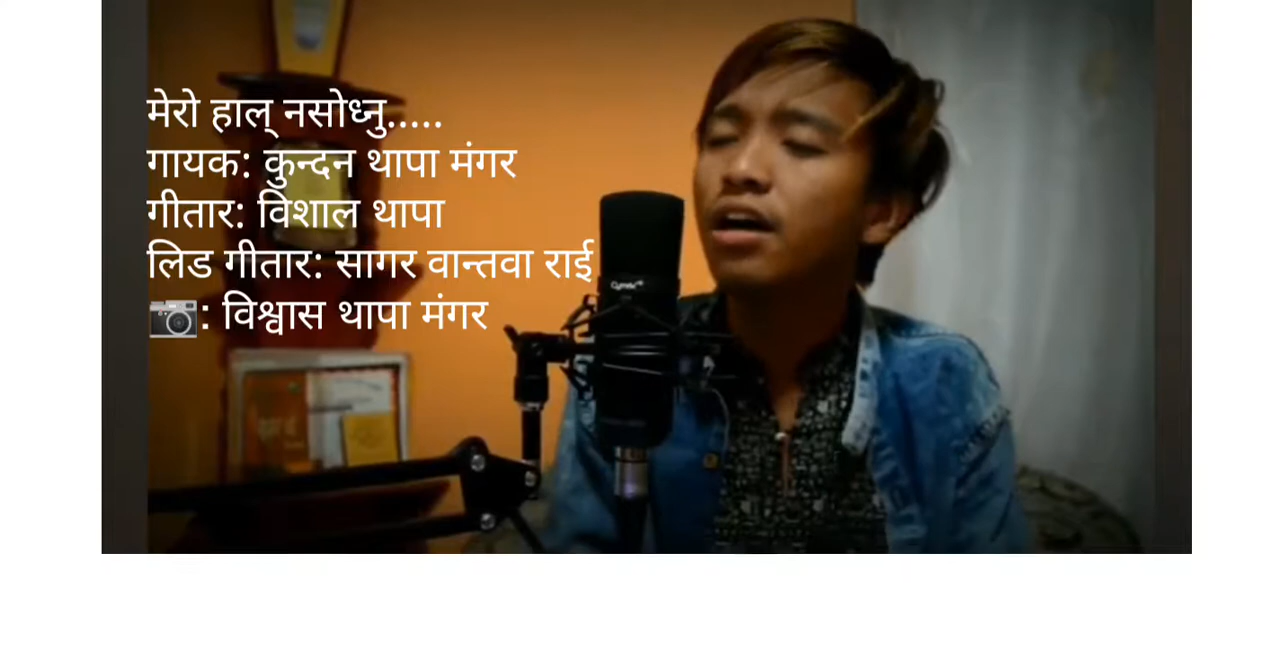 मेरो हाल् नसोध्नु.....
गायक: कुन्दन थापा मंगर
गीतार: विशाल थापा
लिड गीतार: सागर वान्तवा राई
📷: विश्वास थापा मंगर